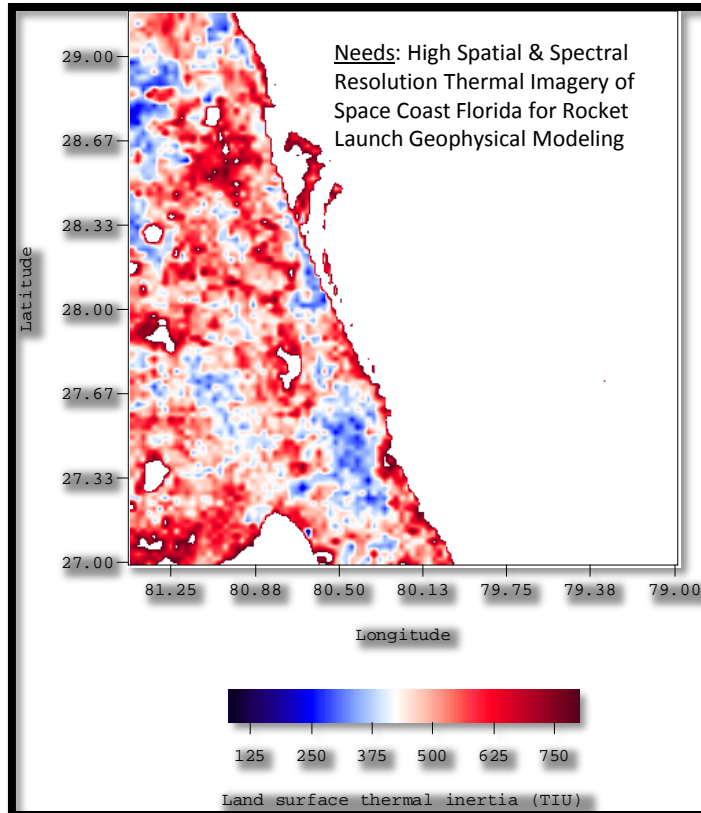 Needs: High Spatial & Spectral
Resolution Thermal Imagery of
Space Coast Florida for Rocket
Launch Geophysical Modeling
29.00
28.67
28.33
28.00
27.67
27.33
27.00
Latitude
81.25 80.88 80.50 80.13 79.75 79.38 79.00
Longitude
125 250 375 500 625 750
Land surface thermal inertia (TIU)